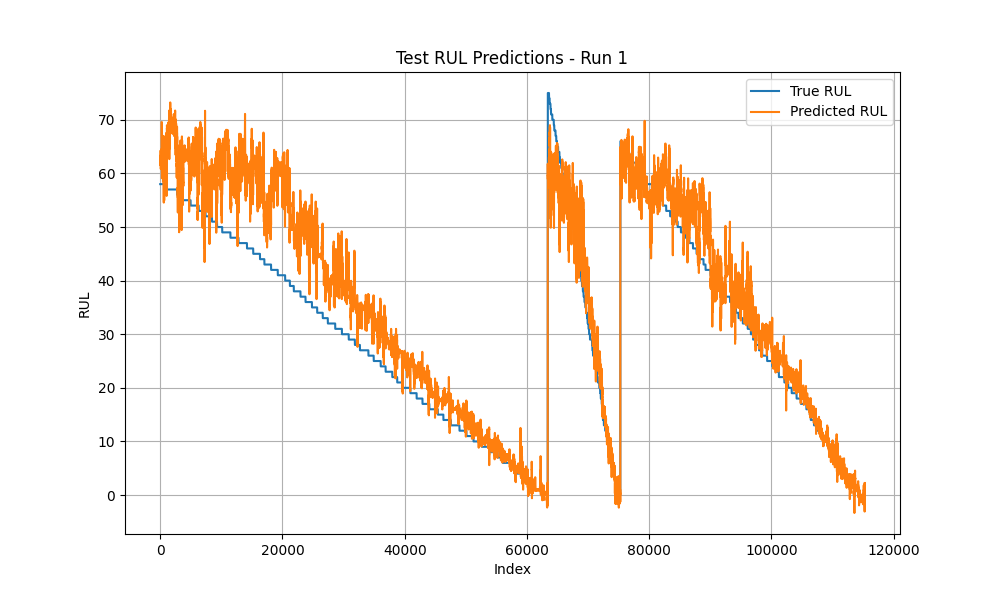 Test RUL Predictions - Run 1
True RUL
Predicted RUL
RUL
70
60
50
40
30
20
10
0
0 20000 40000 60000 80000 100000 120000
Index